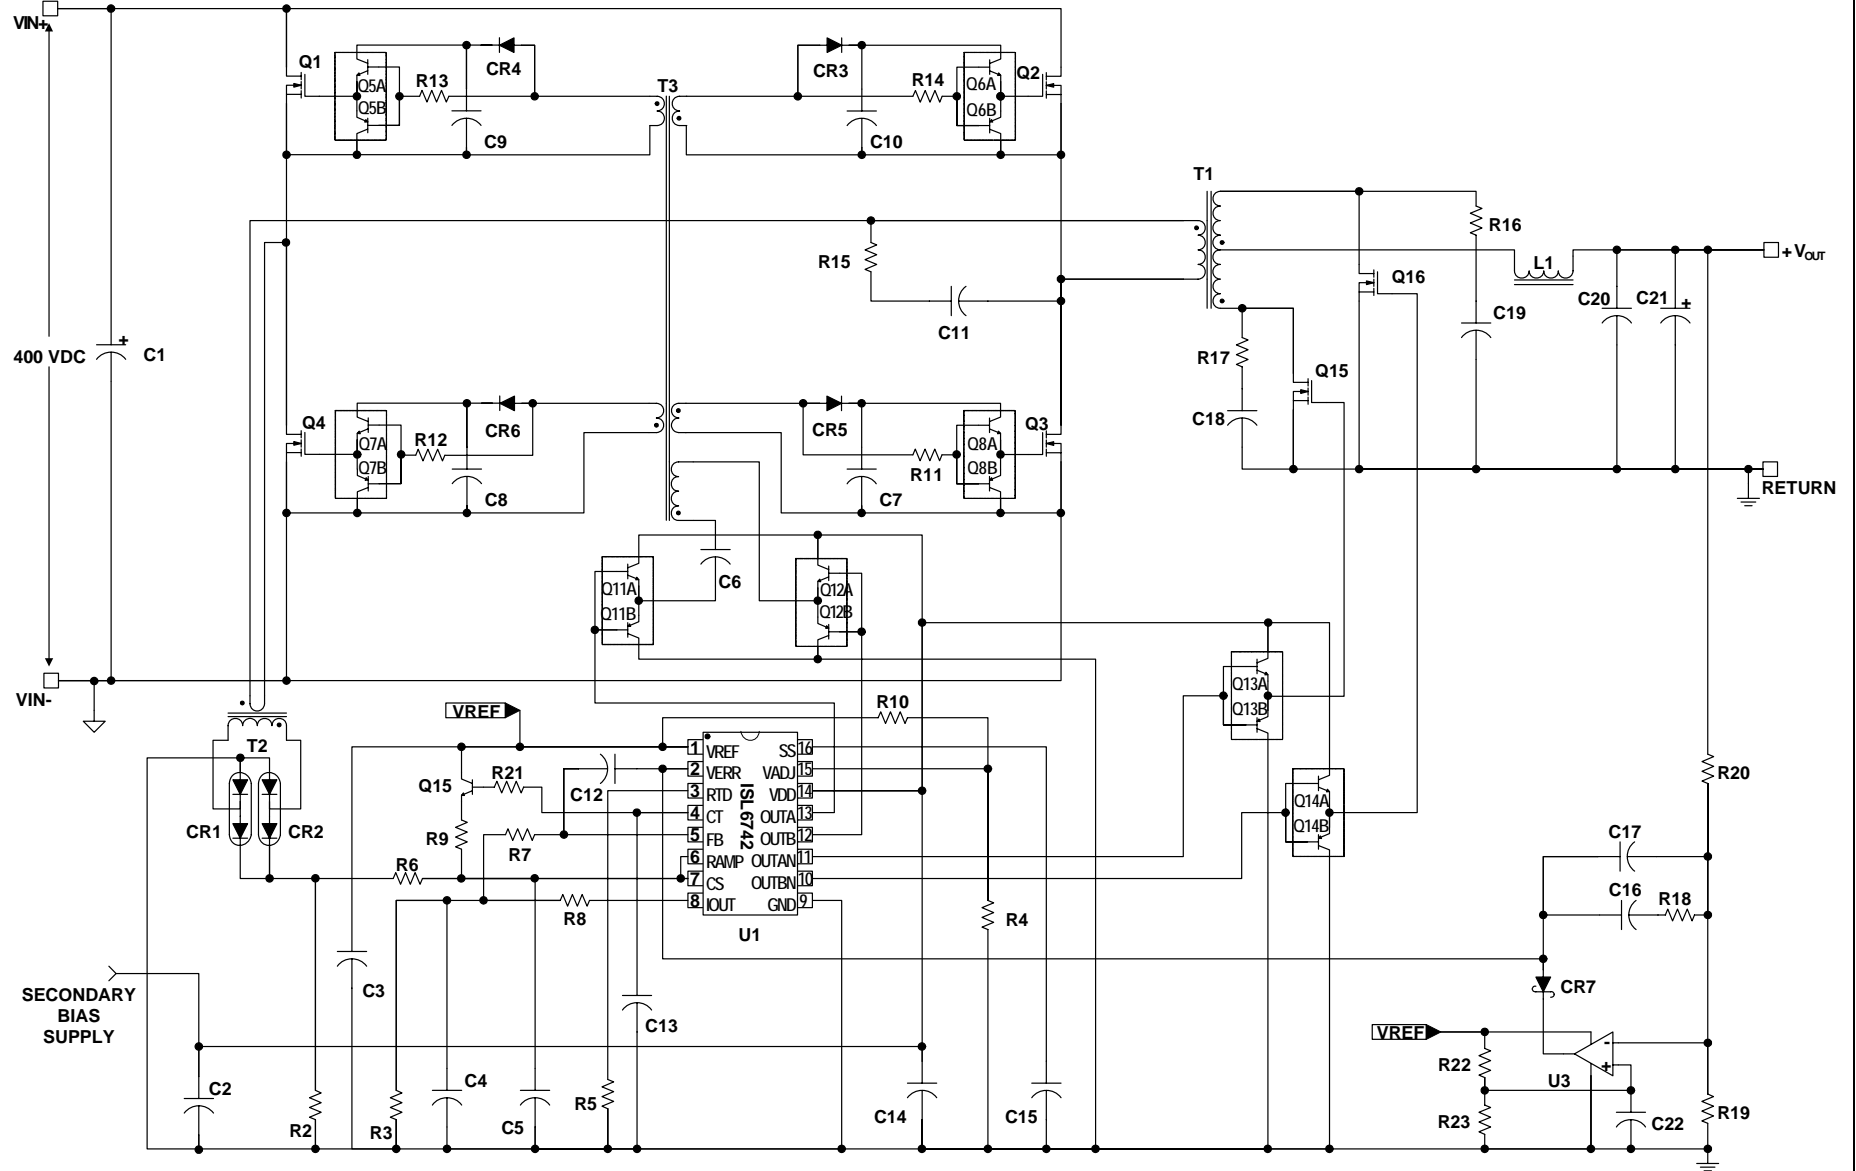 VIN+
Q1
Q5A
Q5B
R13
CR4
C9
T3
CR3
C10
R14
Q6A
Q6B
Q2
T1
R16
R15
C11
Q16
L1
C20
C21
+
+ VOUT
C19
R17
C18
Q15
RETURN
400 VDC
+
C1
Q4
Q7A
Q7B
R12
CR6
C8
CR5
C7
R11
Q8A
Q8B
Q3
C6
Q11A
Q11B
Q12A
Q12B
Q13A
Q13B
Q14A
Q14B
VIN-
T2
CR1
CR2
VREF
R10
Q15
R21
C12
R9
R7
R6
R8
1 VREF
2 VERR
3 RTD
4 CT
5 FB
6 RAMP
7 CS
8 IOUT
ISL6742
SS 16
VADJ 15
VDD 14
OUTA 13
OUTB 12
OUTAN 11
OUTBN 10
GND 9
U1
R4
R20
C17
C16
R18
CR7
SECONDARY
BIAS
SUPPLY
C3
C13
C2
R2
R3
C4
C5
R5
C14
C15
VREF
R22
R23
-
+
U3
C22
R19